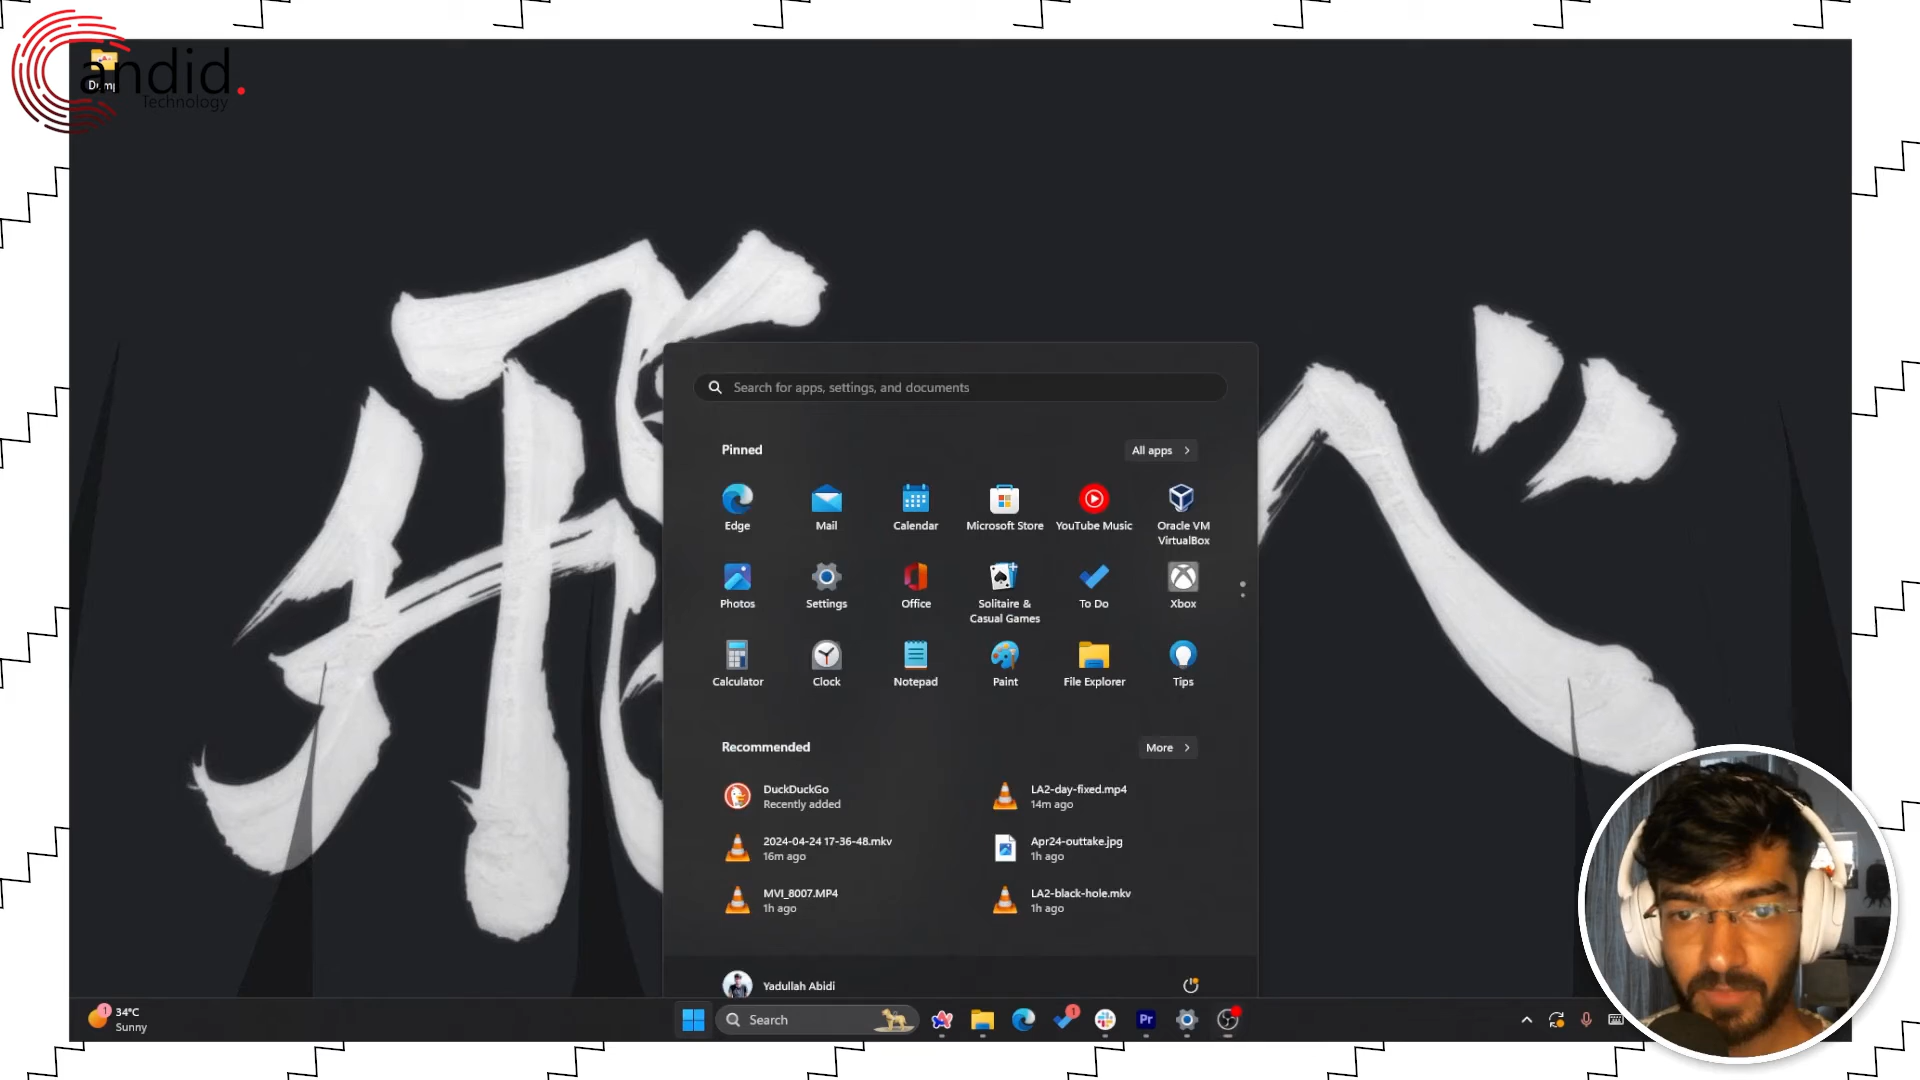 Candid.
Technology
Search for apps, settings, and documents
Pinned
All apps
Edge
Mail
Calendar
Microsoft Store
YouTube Music
Oracle VM
VirtualBox
Photos
Settings
Office
Solitaire &
Casual Games
To Do
Xbox
Calculator
Clock
Notepad
Paint
File Explorer
Tips
Recommended
More
DuckDuckGo
Recently added
LA2-day-fixed.mp4
14m ago
2024-04-24 17-36-48.mkv
16m ago
Apr24-outtake.jpg
1h ago
MVI_8007.MP4
1h ago
LA2-black-hole.mkv
1h ago
Yadullah Abidi
1
34°C
Sunny
Search
1
Pr